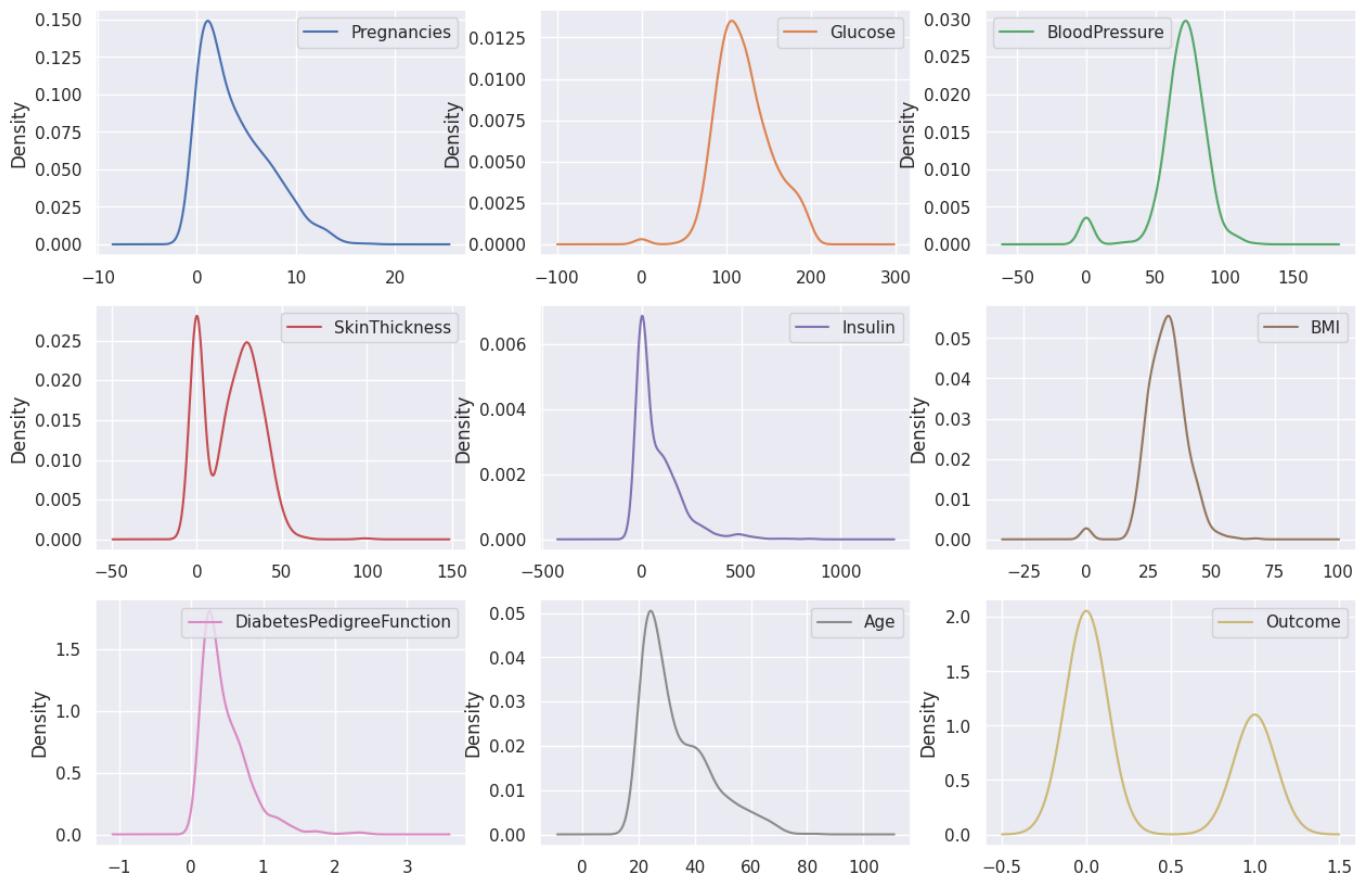 Pregnancies
Density
0.150
0.125
0.100
0.075
0.050
0.025
0.000
−10 0 10 20
Glucose
Density
0.0125
0.0100
0.0075
0.0050
0.0025
0.0000
−100 0 100 200 300
BloodPressure
Density
0.030
0.025
0.020
0.015
0.010
0.005
0.000
−50 0 50 100 150
SkinThickness
Density
0.025
0.020
0.015
0.010
0.005
0.000
−50 0 50 100 150
Insulin
Density
0.006
0.004
0.002
0.000
−500 0 500 1000
BMI
Density
0.05
0.04
0.03
0.02
0.01
0.00
−25 0 25 50 75 100
DiabetesPedigreeFunction
Density
1.5
1.0
0.5
0.0
−1 0 1 2 3
Age
Density
0.05
0.04
0.03
0.02
0.01
0.00
0 20 40 60 80 100
Outcome
Density
2.0
1.5
1.0
0.5
0.0
−0.5 0.0 0.5 1.0 1.5